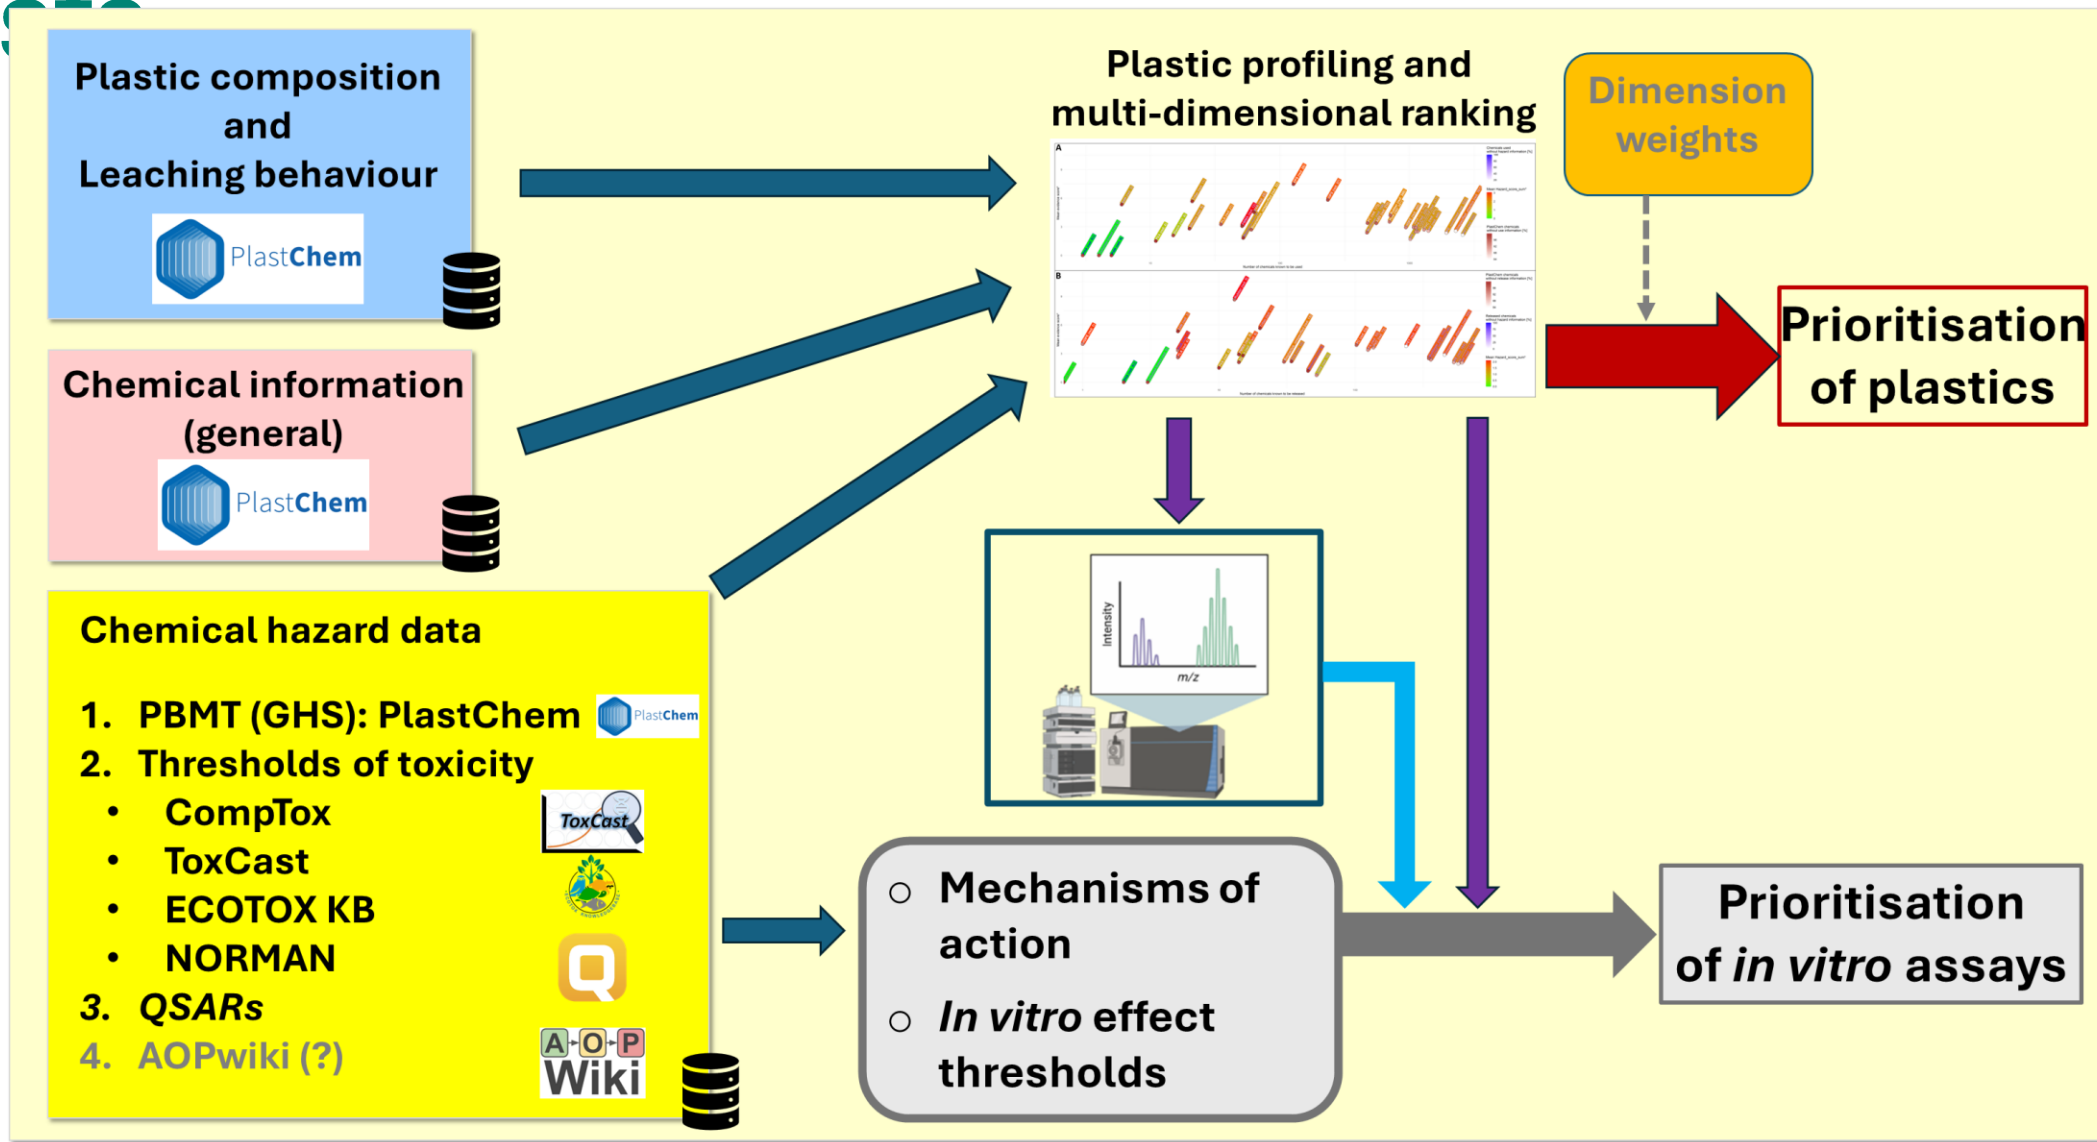 Plastic composition
and
Leaching behaviour
PlastChem
Chemical information
(general)
PlastChem
Chemical hazard data
1. PBMT (GHS): PlastChem
PlastChem
2. Thresholds of toxicity
• CompTox
• ToxCast
ToxCast
• ECOTOX KB
• NORMAN
Q
3. QSARs
4. AOPwiki (?)
A-O-P
Wiki
Plastic profiling and
multi-dimensional ranking
A
B
Dimension
weights
Prioritisation
of plastics
Intensity
m/z
○ Mechanisms of
action
○ In vitro effect
thresholds
Prioritisation
of in vitro assays